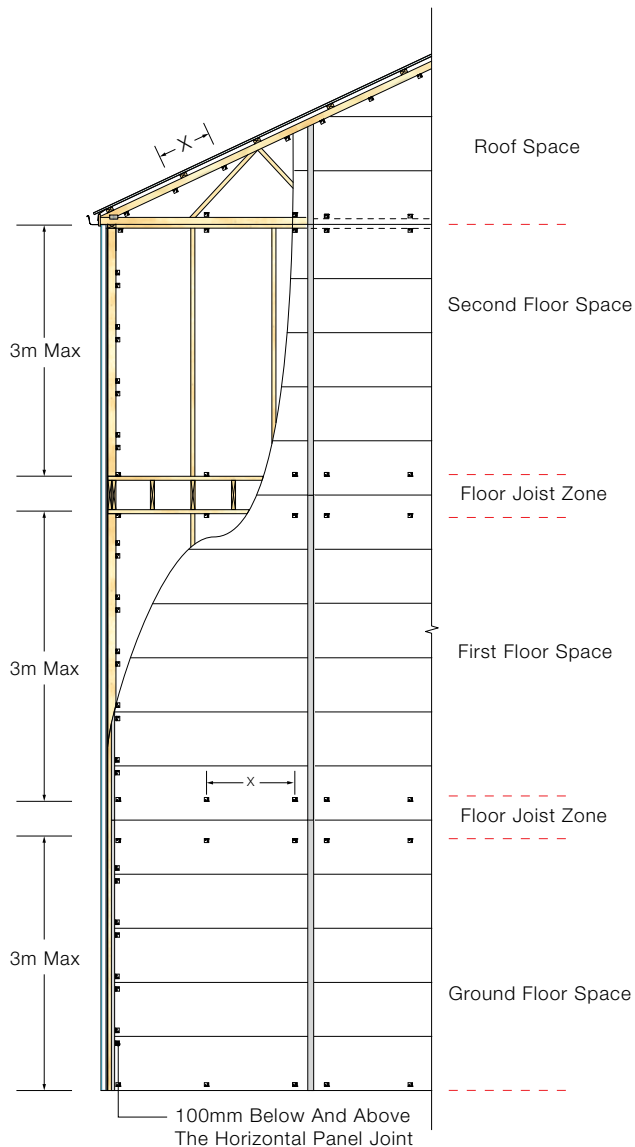 X
Roof Space
Second Floor Space
3m Max
Floor Joist Zone
First Floor Space
3m Max
X
Floor Joist Zone
3m Max
Ground Floor Space
100mm Below And Above
The Horizontal Panel Joint